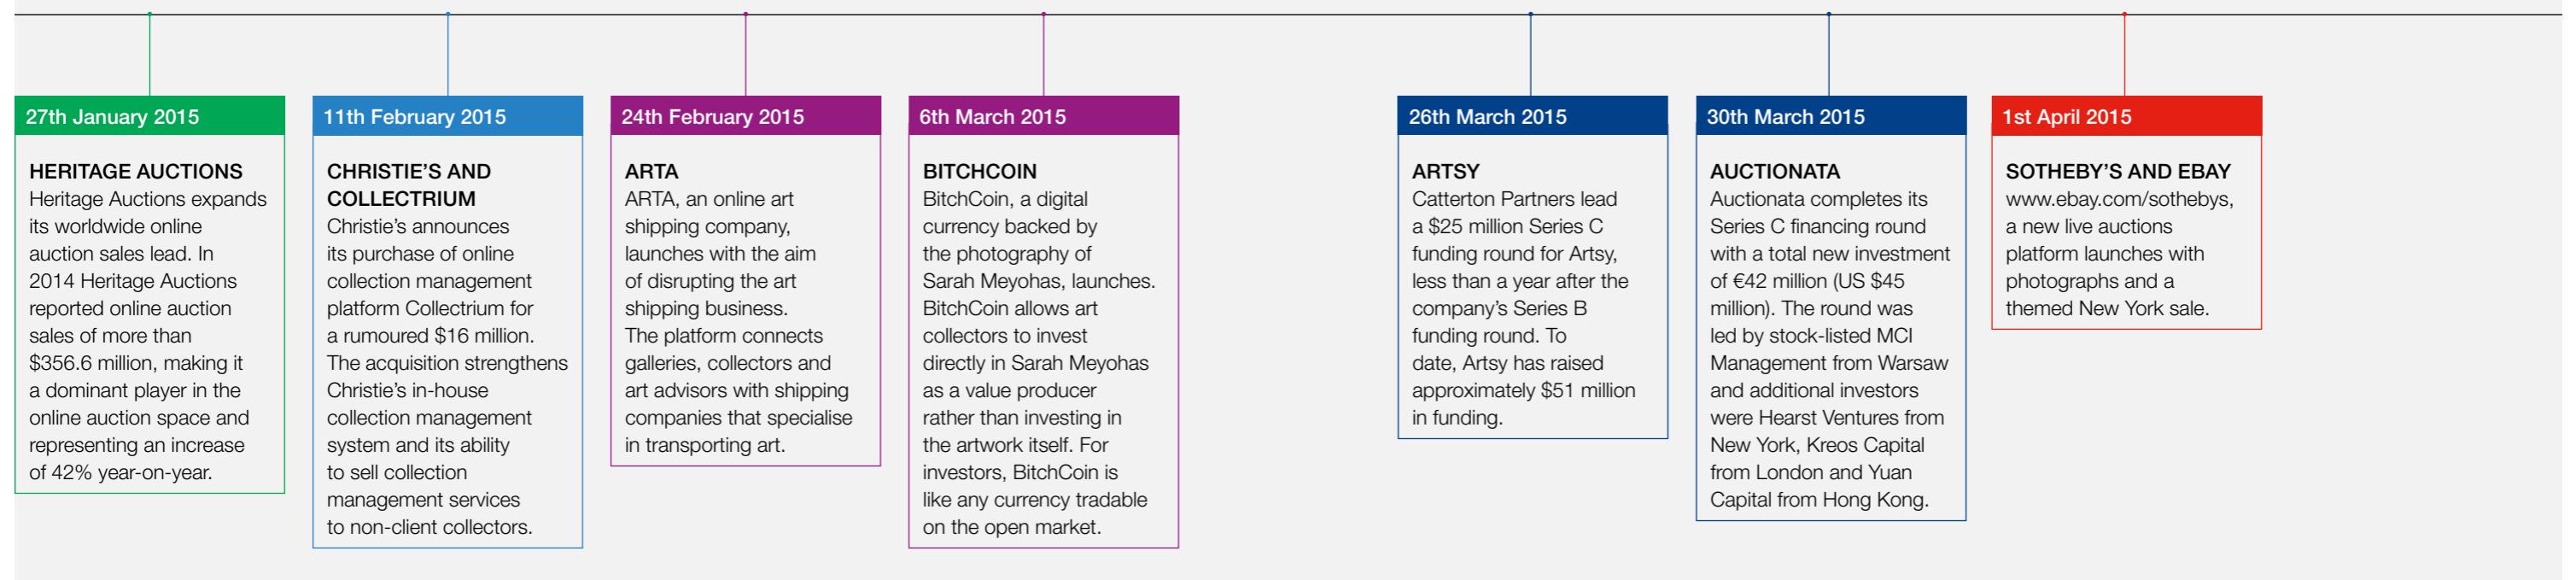 27th January 2015
HERITAGE AUCTIONS
Heritage Auctions expands
its worldwide online
auction sales lead. In
2014 Heritage Auctions
reported online auction
sales of more than
$356.6 million, making it
a dominant player in the
online auction space and
representing an increase
of 42% year-on-year.
11th February 2015
CHRISTIE’S AND
COLLECTRIUM
Christie’s announces
its purchase of online
collection management
platform Collectrium for
a rumoured $16 million.
The acquisition strengthens
Christie’s in-house
collection management
system and its ability
to sell collection
management services
to non-client collectors.
24th February 2015
ARTA
ARTA, an online art
shipping company,
launches with the aim
of disrupting the art
shipping business.
The platform connects
galleries, collectors and
art advisors with shipping
companies that specialise
in transporting art.
6th March 2015
BITCHCOIN
BitchCoin, a digital
currency backed by
the photography of
Sarah Meyohas, launches.
BitchCoin allows art
collectors to invest
directly in Sarah Meyohas
as a value producer
rather than investing in
the artwork itself. For
investors, BitchCoin is
like any currency tradable
on the open market.
26th March 2015
ARTSY
Catterton Partners lead
a $25 million Series C
funding round for Artsy,
less than a year after the
company’s Series B
funding round. To
date, Artsy has raised
approximately $51 million
in funding.
30th March 2015
AUCTIONATA
Auctionata completes its
Series C financing round
with a total new investment
of €42 million (US $45
million). The round was
led by stock-listed MCI
Management from Warsaw
and additional investors
were Hearst Ventures from
New York, Kreos Capital
from London and Yuan
Capital from Hong Kong.
1st April 2015
SOTHEBY’S AND EBAY
www.ebay.com/sothebys,
a new live auctions
platform launches with
photographs and a
themed New York sale.